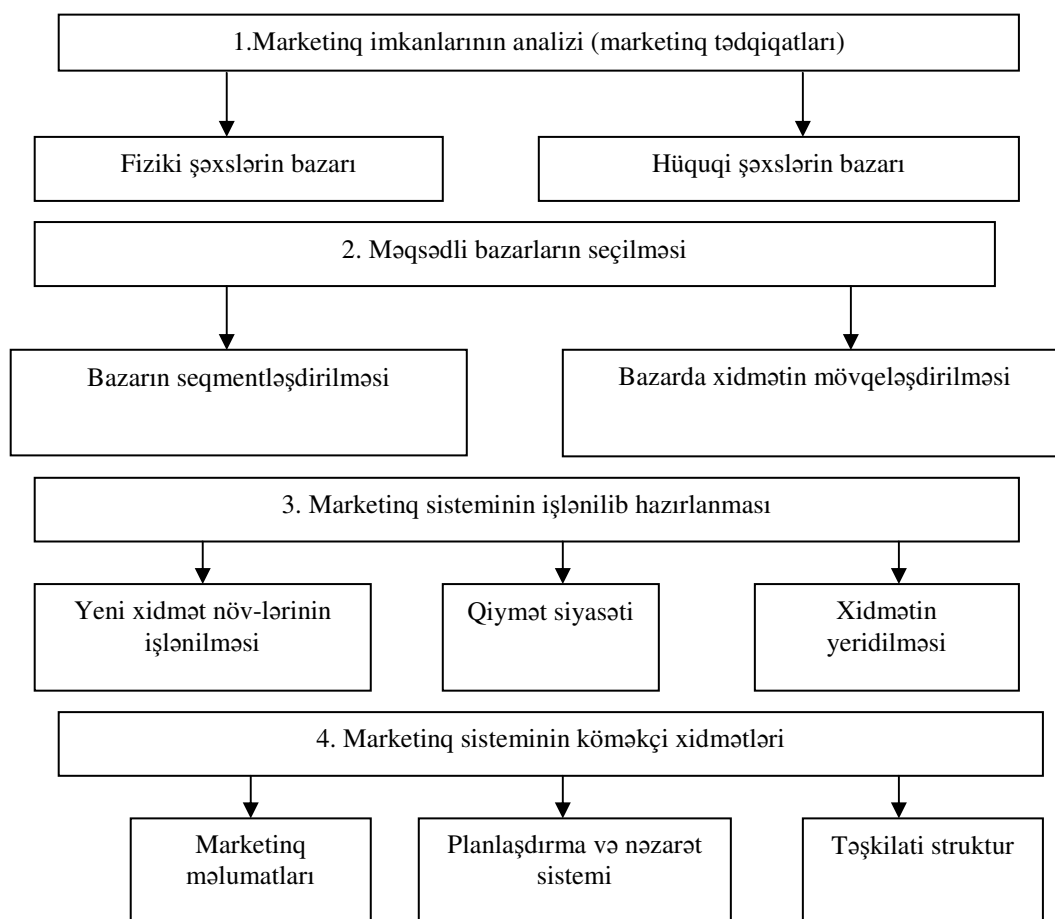 1.Marketinq imkanlarının analizi (marketinq tədqiqatları)
Fiziki şəxslərin bazarı
Hüquqi şəxslərin bazarı
2. Məqsədli bazarların seçilməsi
Bazarın seqmentləşdirilməsi
Bazarda xidmətin mövqeləşdirilməsi
3. Marketinq sisteminin işlənilib hazırlanması
Yeni xidmət növ-lərinin
işlənilməsi
Qiymət siyasəti
Xidmətin
yeridilməsi
4. Marketinq sisteminin köməkçi xidmətləri
Marketinq
məlumatları
Planlaşdırma və nəzarət
sistemi
Təşkilati struktur